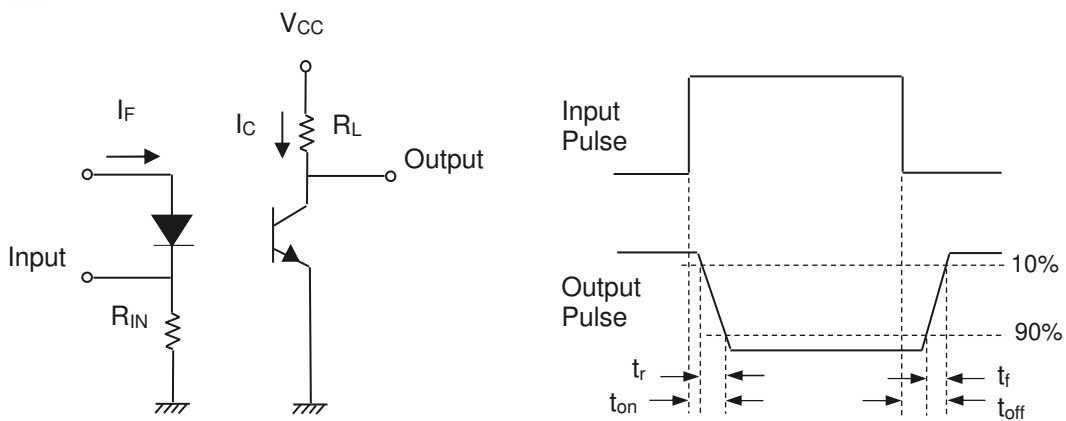 VCC
IF
IC
RL
Output
Input
RIN
Input
Pulse
Output
Pulse
10%
90%
tr
tf
ton
toff